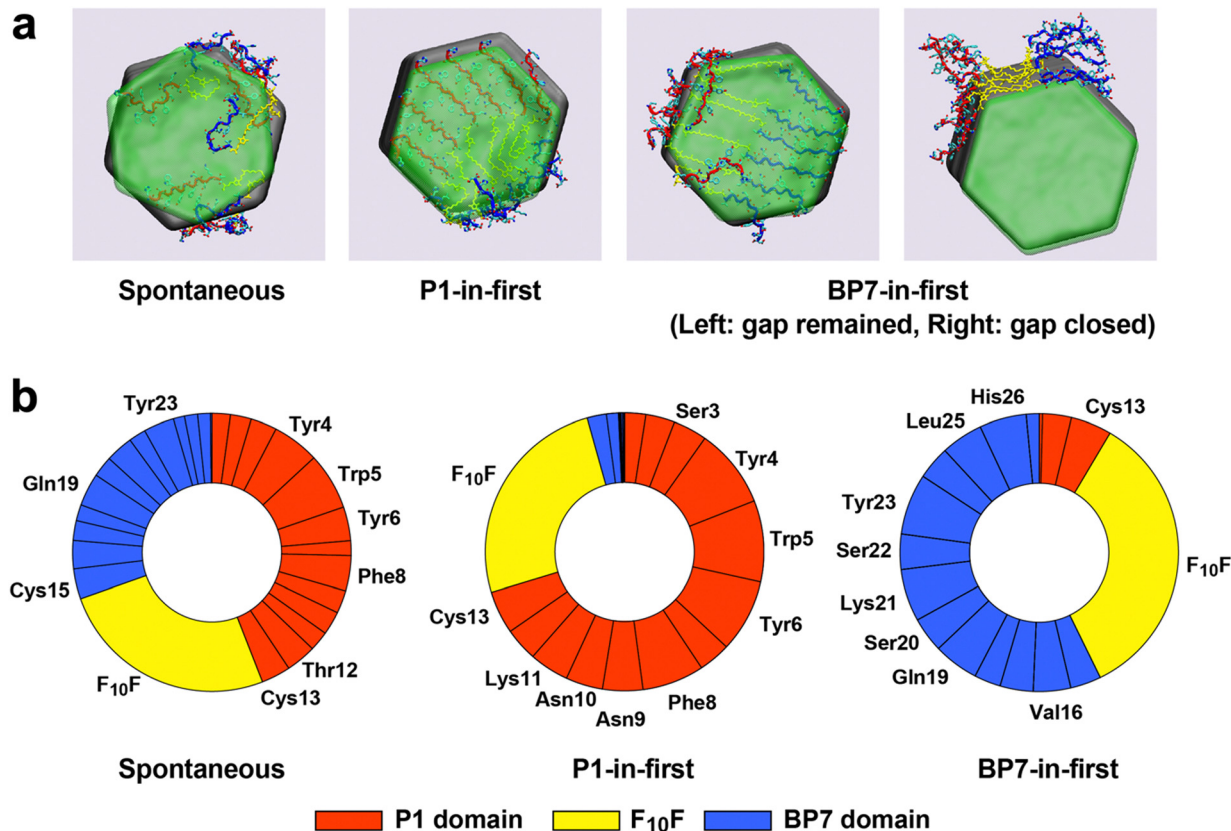 a
Spontaneous
P1-in-first
BP7-in-first
(Left: gap remained, Right: gap closed)
b
Tyr23
Tyr4
Trp5
Tyr6
Phe8
Thr12
Cys13
F10F
Cys15
Gln19
Spontaneous
Ser3
Tyr4
Trp5
Tyr6
Phe8
Asn9
Asn10
Lys11
Cys13
F10F
P1-in-first
His26
Cys13
F10F
Val16
Gln19
Ser20
Lys21
Ser22
Tyr23
Leu25
BP7-in-first
P1 domain F10F BP7 domain